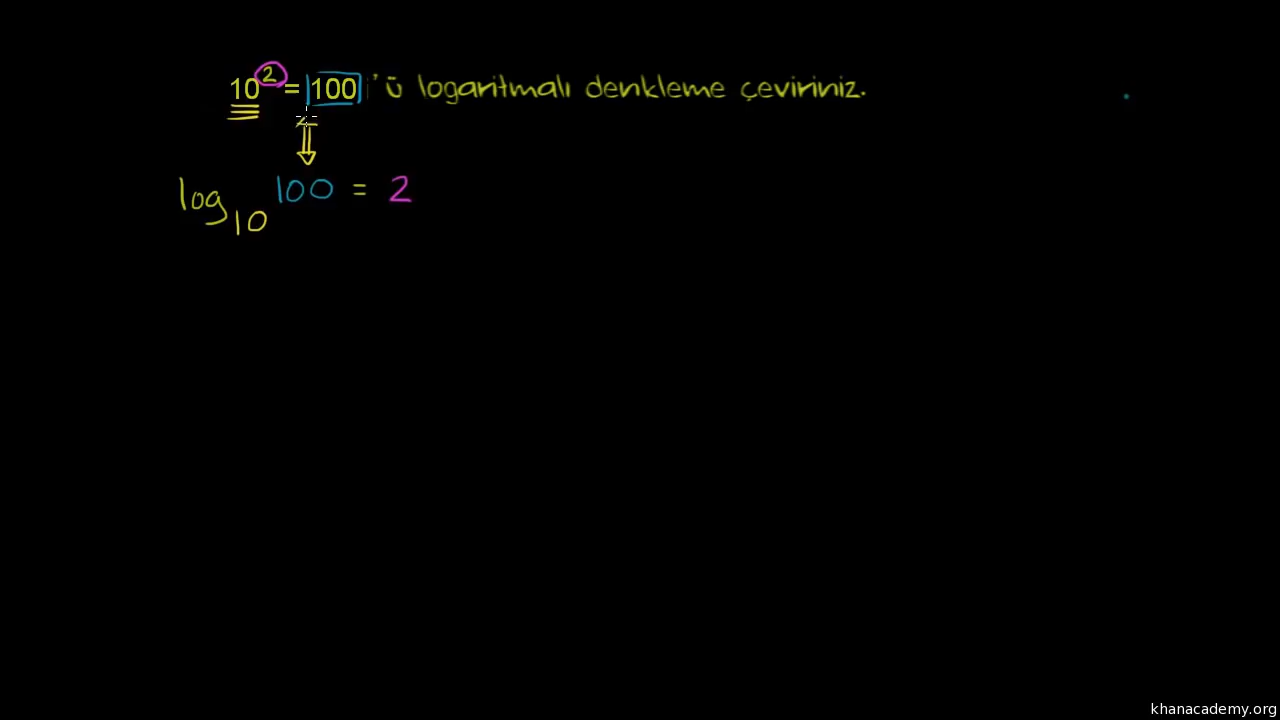 10² = 100 'ü logaritmalı denkleme çeviriniz.
log₁₀ 100 = 2
khanacademy.org